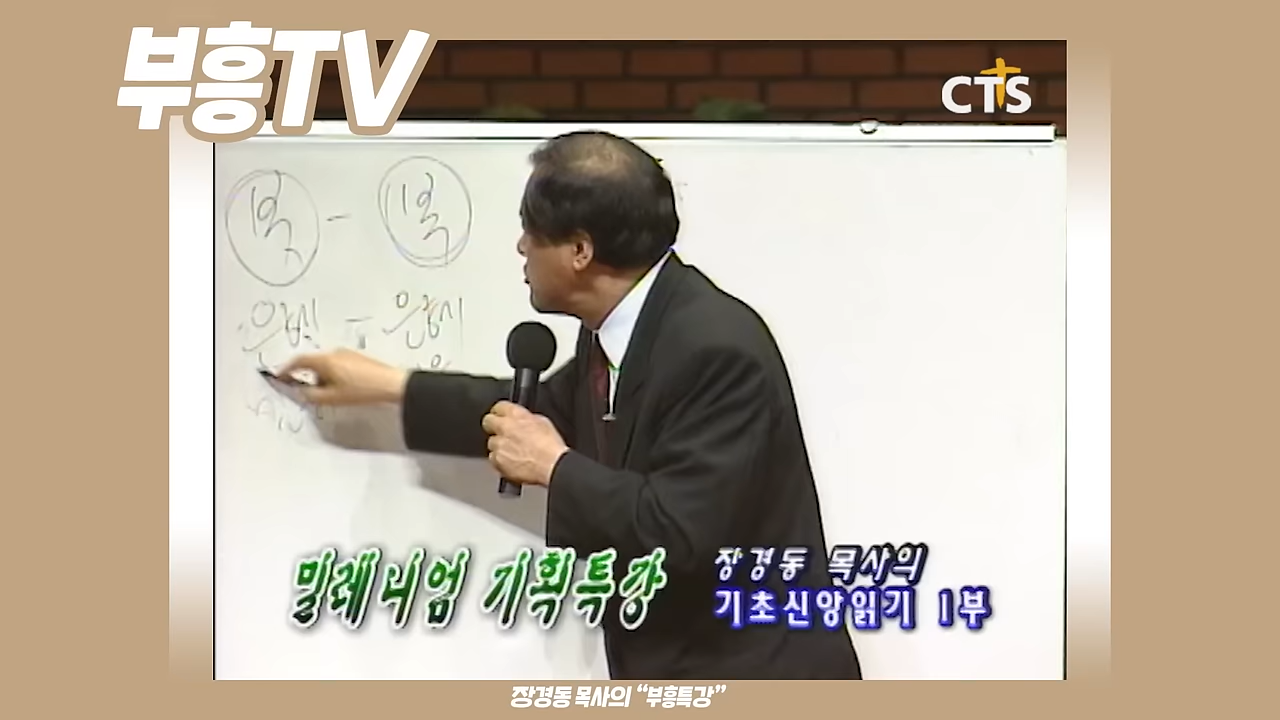 부흥TV
CTS
복 - 복
은혜 - 은혜
밀레니엄 기획특강
장경동 목사의
기초신앙읽기 1부
장경동 목사의 “부흥특강”